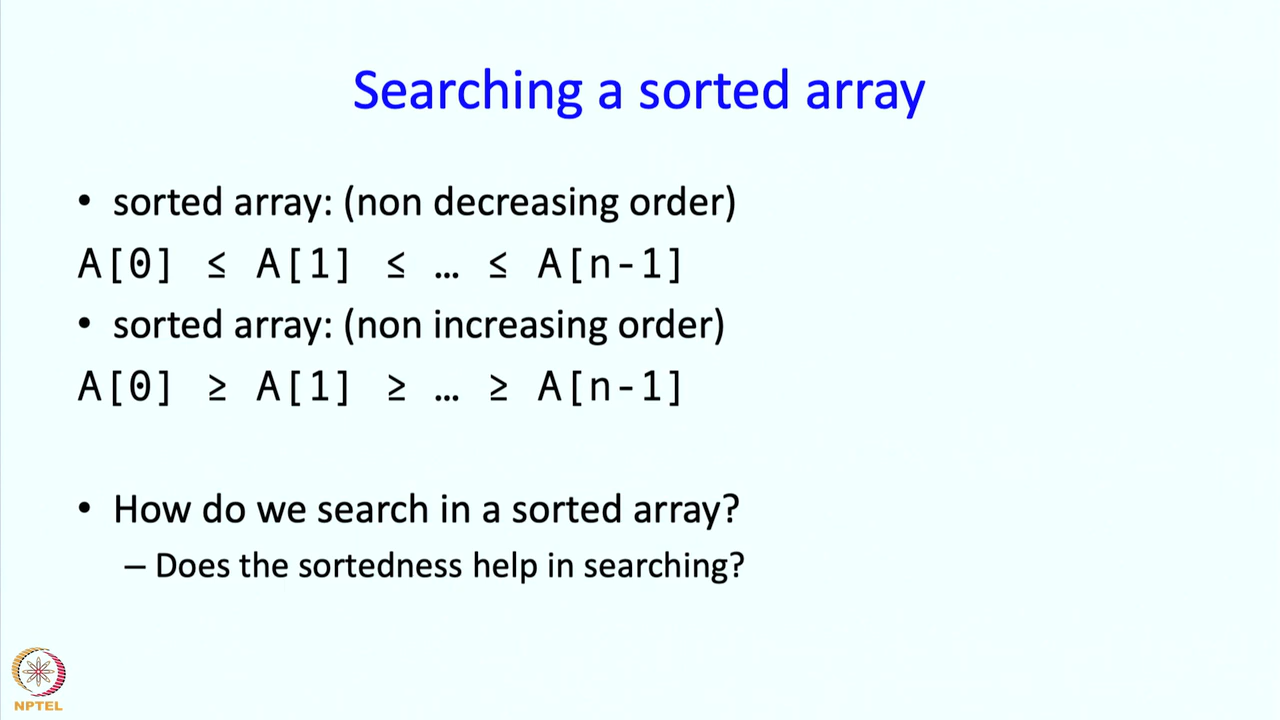 Searching a sorted array
• sorted array: (non decreasing order)
A[0] ≤ A[1] ≤ … ≤ A[n-1]
• sorted array: (non increasing order)
A[0] ≥ A[1] ≥ … ≥ A[n-1]
• How do we search in a sorted array?
– Does the sortedness help in searching?
NPTEL